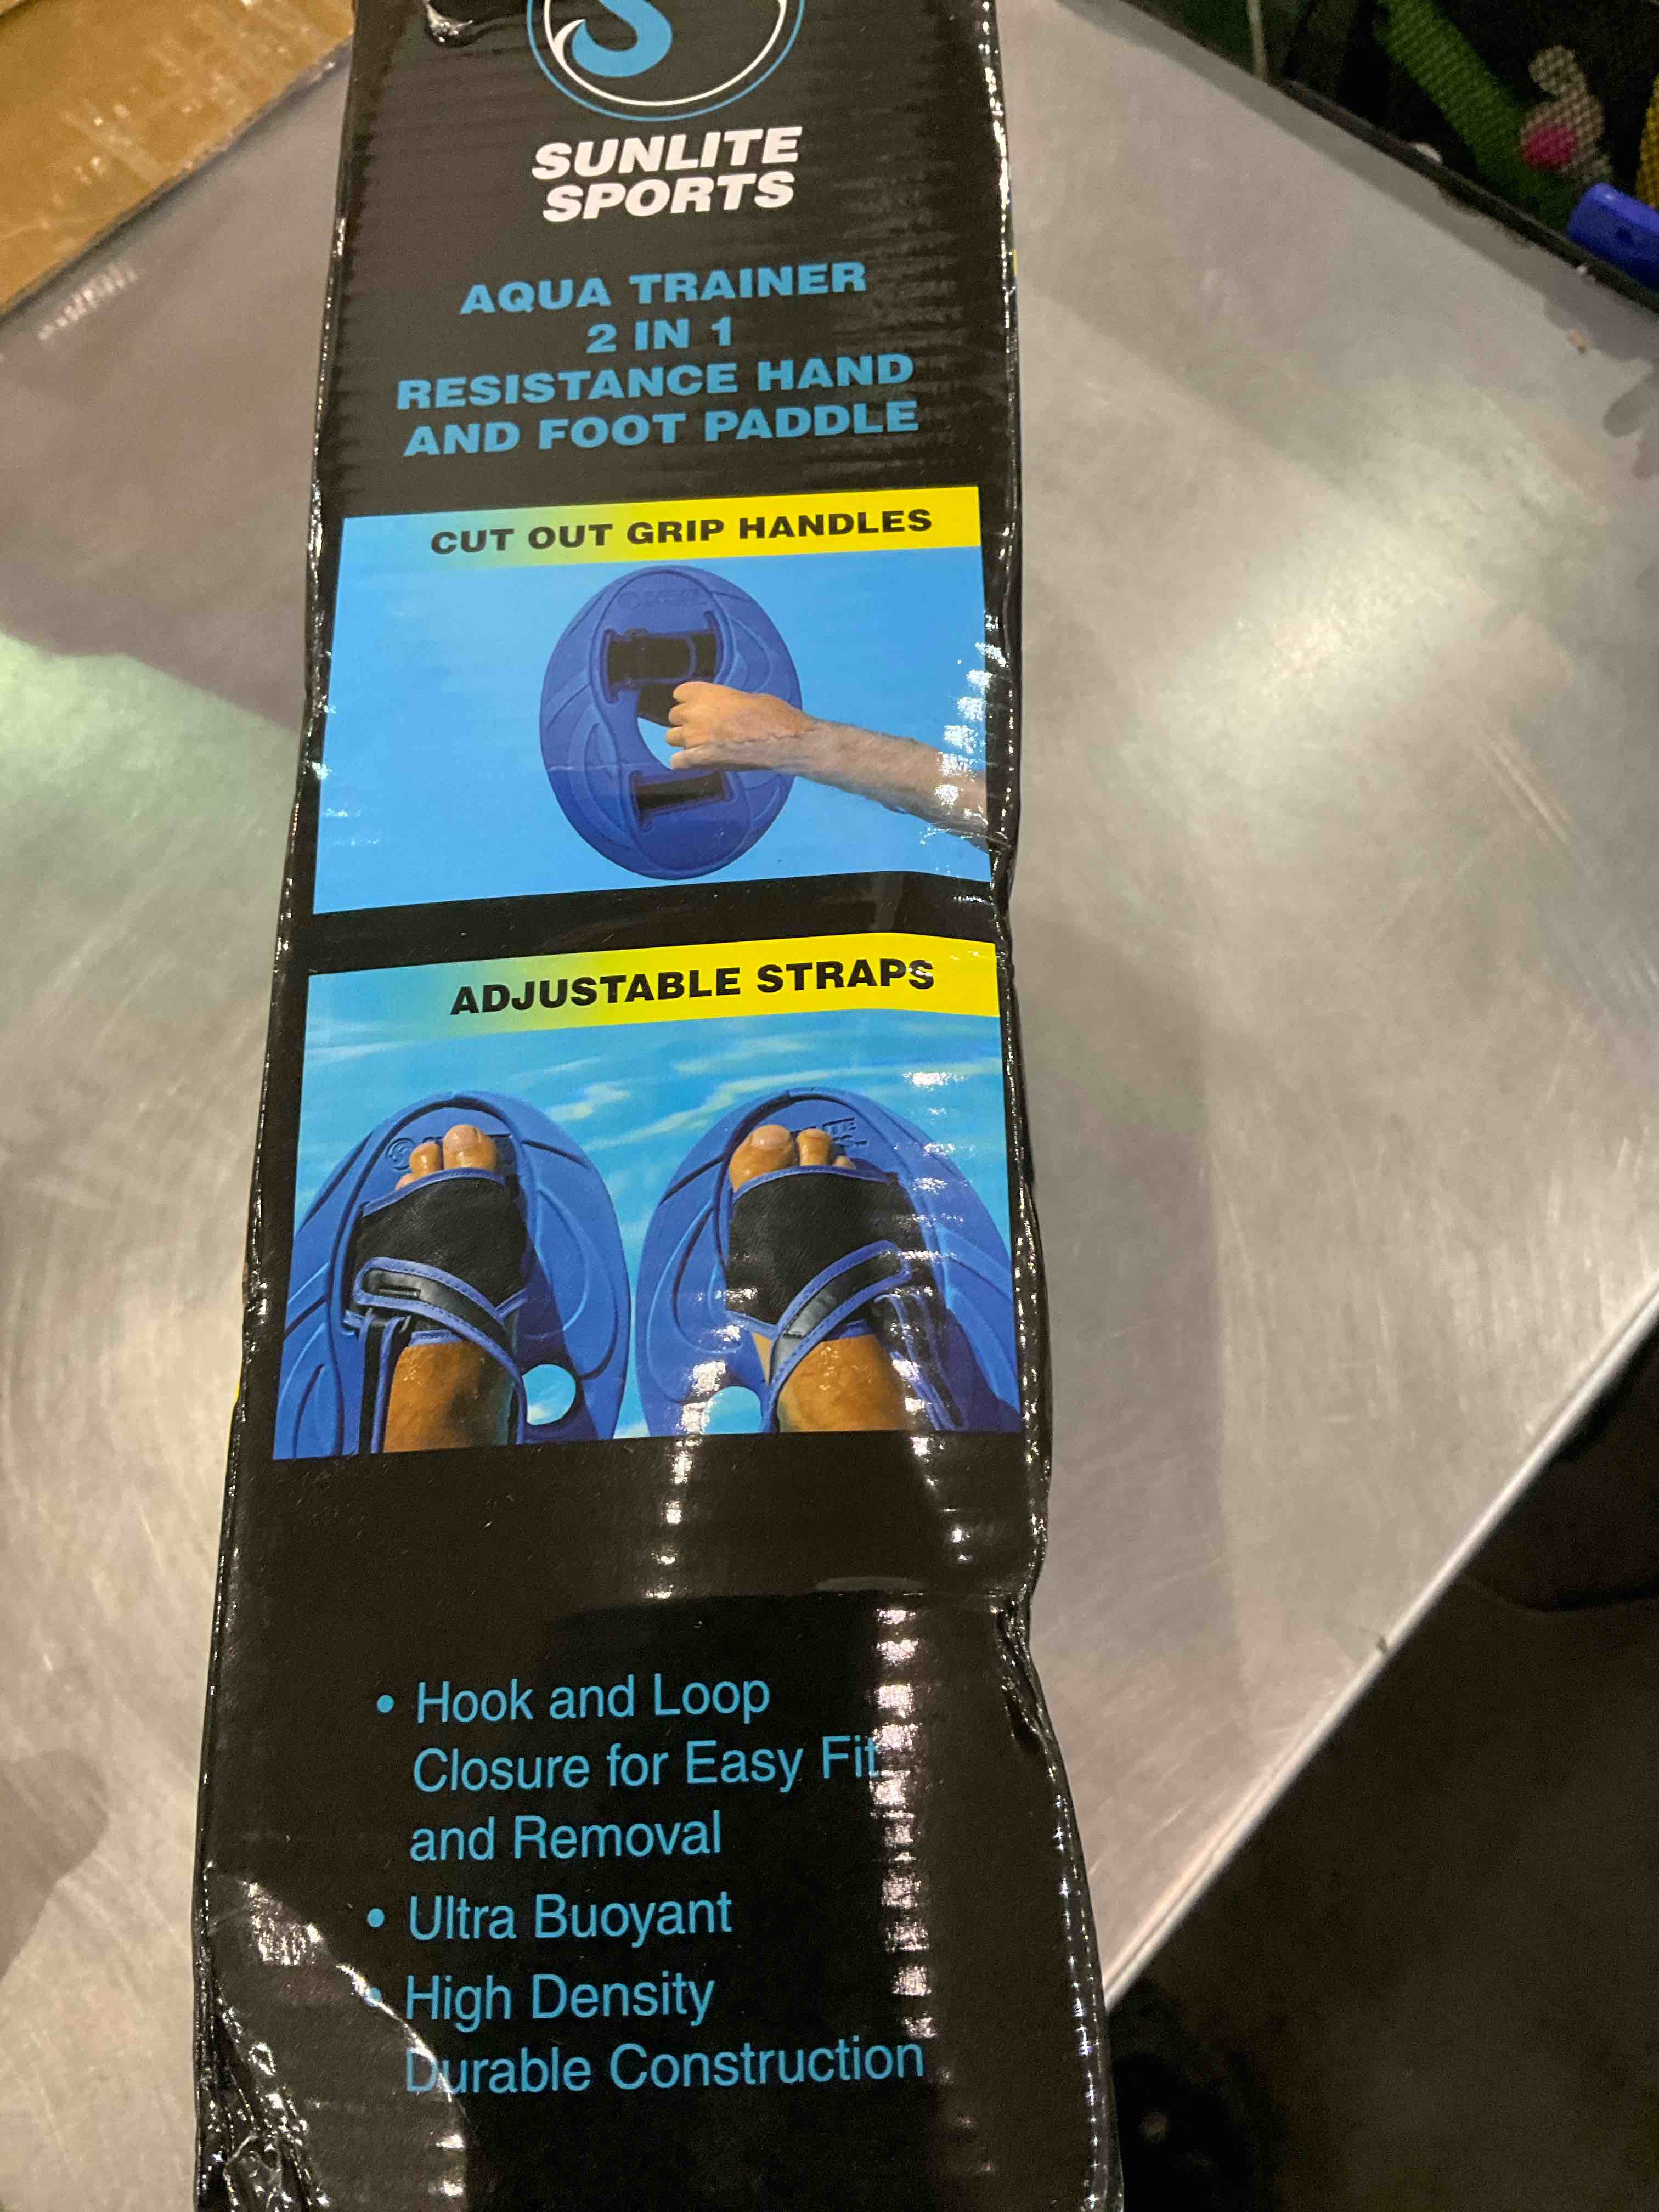 SUNLITE
SPORTS
AQUA TRAINER
2 IN 1
RESISTANCE HAND
AND FOOT PADDLE
CUT OUT GRIP HANDLES
ADJUSTABLE STRAPS
• Hook and Loop
Closure for Easy Fit
and Removal
• Ultra Buoyant
• High Density
Durable Construction